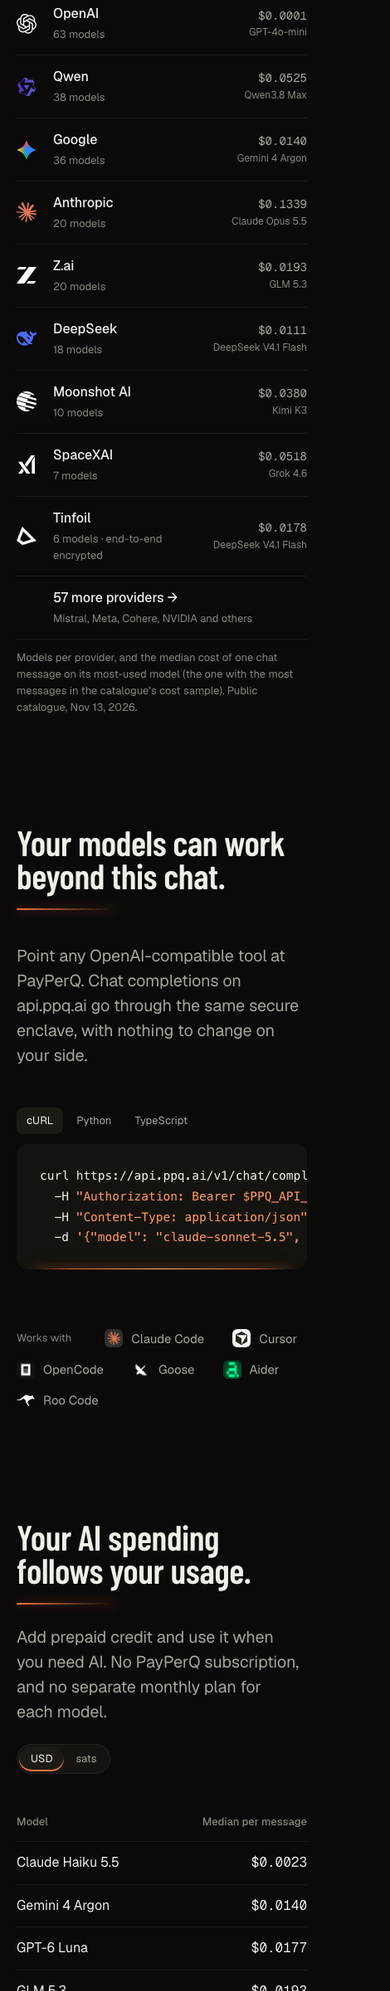 OpenAI
$0.0001
63 models
GPT-4o-mini
Qwen
$0.0525
38 models
Qwen3.8 Max
Google
$0.0140
36 models
Gemini 4 Argon
Anthropic
$0.1339
20 models
Claude Opus 5.5
Z.ai
$0.0193
20 models
GLM 5.3
DeepSeek
$0.0111
18 models
DeepSeek V4.1 Flash
Moonshot AI
$0.0380
10 models
Kimi K3
SpaceXAI
$0.0518
7 models
Grok 4.6
Tinfoil
$0.0178
6 models · end-to-end
encrypted
DeepSeek V4.1 Flash
57 more providers →
Mistral, Meta, Cohere, NVIDIA and others
Models per provider, and the median cost of one chat
message on its most-used model (the one with the most
messages in the catalogue's cost sample). Public
catalogue, Nov 13, 2026.
Your models can work
beyond this chat.
Point any OpenAI-compatible tool at
PayPerQ. Chat completions on
api.ppq.ai go through the same secure
enclave, with nothing to change on
your side.
cURL Python TypeScript
curl https://api.ppq.ai/v1/chat/compl
-H "Authorization: Bearer $PPQ_API_
-H "Content-Type: application/json"
-d '{"model": "claude-sonnet-5.5",
Works with Claude Code Cursor
OpenCode Goose Aider
Roo Code
Your AI spending
follows your usage.
Add prepaid credit and use it when
you need AI. No PayPerQ subscription,
and no separate monthly plan for
each model.
USD sats
Model Median per message
Claude Haiku 5.5 $0.0023
Gemini 4 Argon $0.0140
GPT-6 Luna $0.0177
GLM 5.3 $0.0193